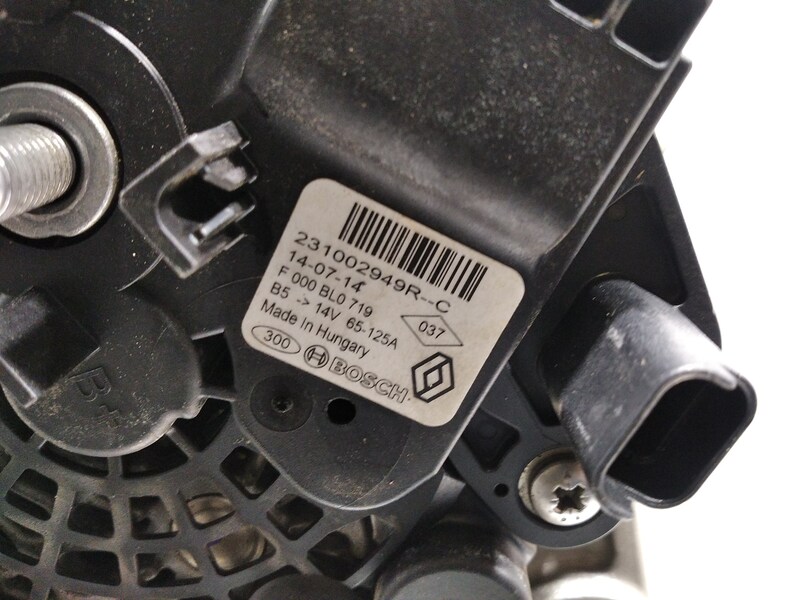 231002949R--C
14-07-14
F 000 BL0 719
B5 -> 14V 65-125A
037
Made In Hungary
300 BOSCH
B+